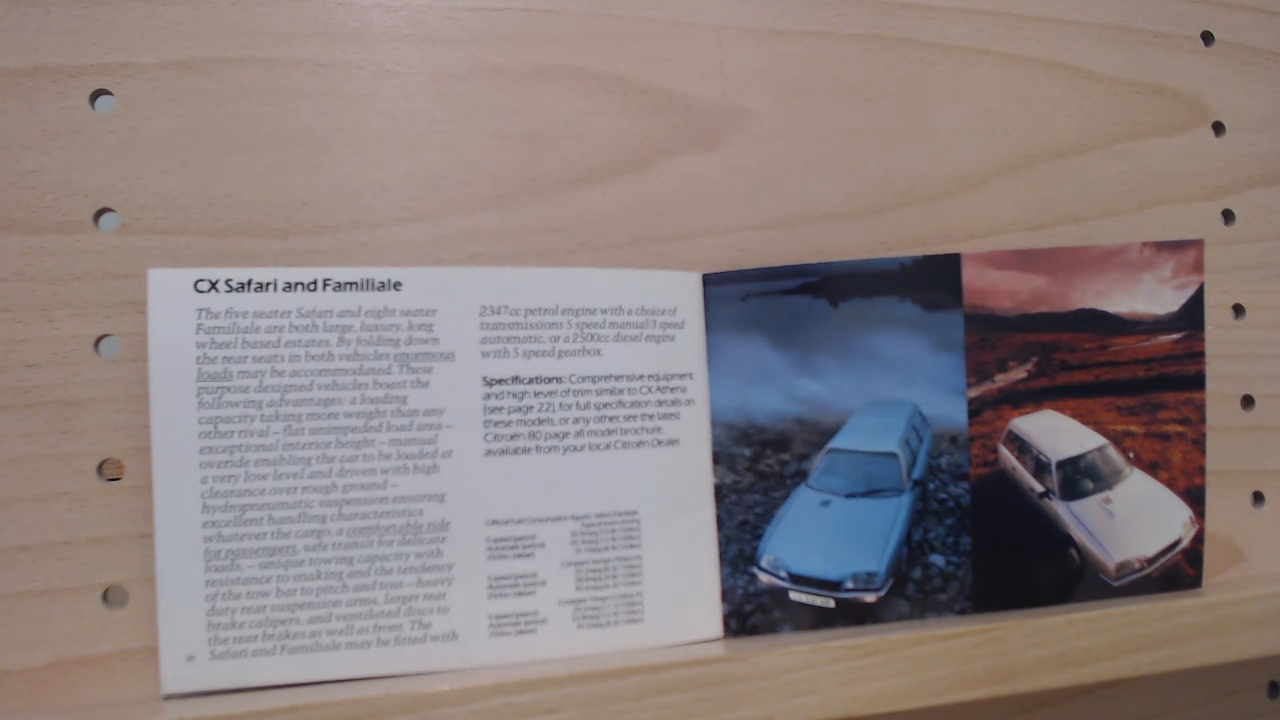 CX Safari and Familiale
The five seater Safari and eight seater
Familiale are both large, luxury, long
wheel based estates. By folding down
the rear seats in both vehicles enormous
loads may be accommodated. These
purpose designed vehicles boast the
following advantages: a loading
capacity taking more weight than any
other rival – flat unimpeded load area –
exceptional interior height – manual
overide enabling the car to be loaded at
a very low level and driven with high
clearance over rough ground –
hydropneumatic suspension ensuring
excellent handling characteristics
whatever the cargo, a comfortable ride
for passengers, safe transit for delicate
loads, – unique towing capacity with
resistance to snaking and the tendency
of the tow bar to pitch and toss – heavy
duty rear suspension arms, larger rear
brake calipers, and ventilated discs to
the rear brakes as well as front. The
Safari and Familiale may be fitted with
2347cc petrol engine with a choice of
transmissions 5 speed manual/3 speed
automatic, or a 2500cc diesel engine
with 5 speed gearbox.
Specifications: Comprehensive equipment
and high level of trim similar to CX Athena
(see page 22), for full specification details on
these models, or any other, see the latest
Citroën 80 page all model brochure,
available from your local Citroën Dealer.